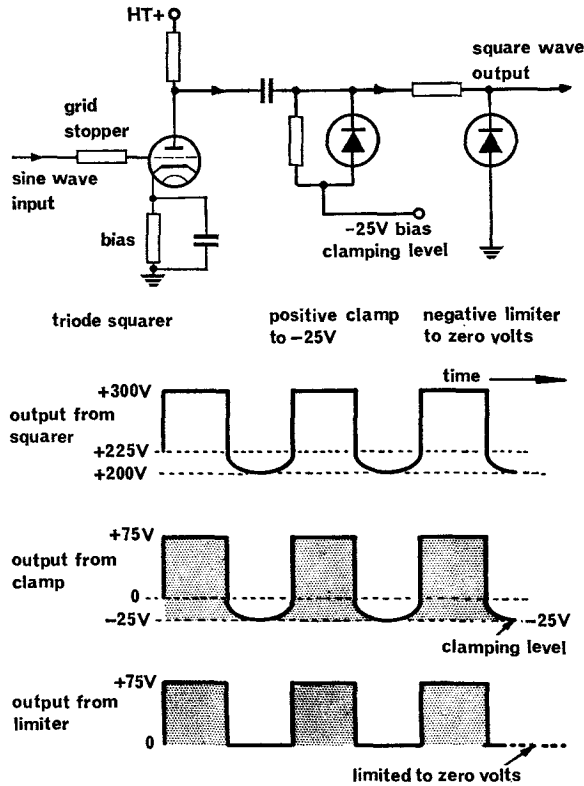 HT+
square wave
output
grid
stopper
sine wave
input
bias
−25V bias
clamping level
triode squarer
positive clamp
to −25V
negative limiter
to zero volts
time
+300V
output from
squarer
+225V
+200V
+75V
output from
clamp
0
−25V
−25V
clamping level
+75V
output from
limiter
0
limited to zero volts